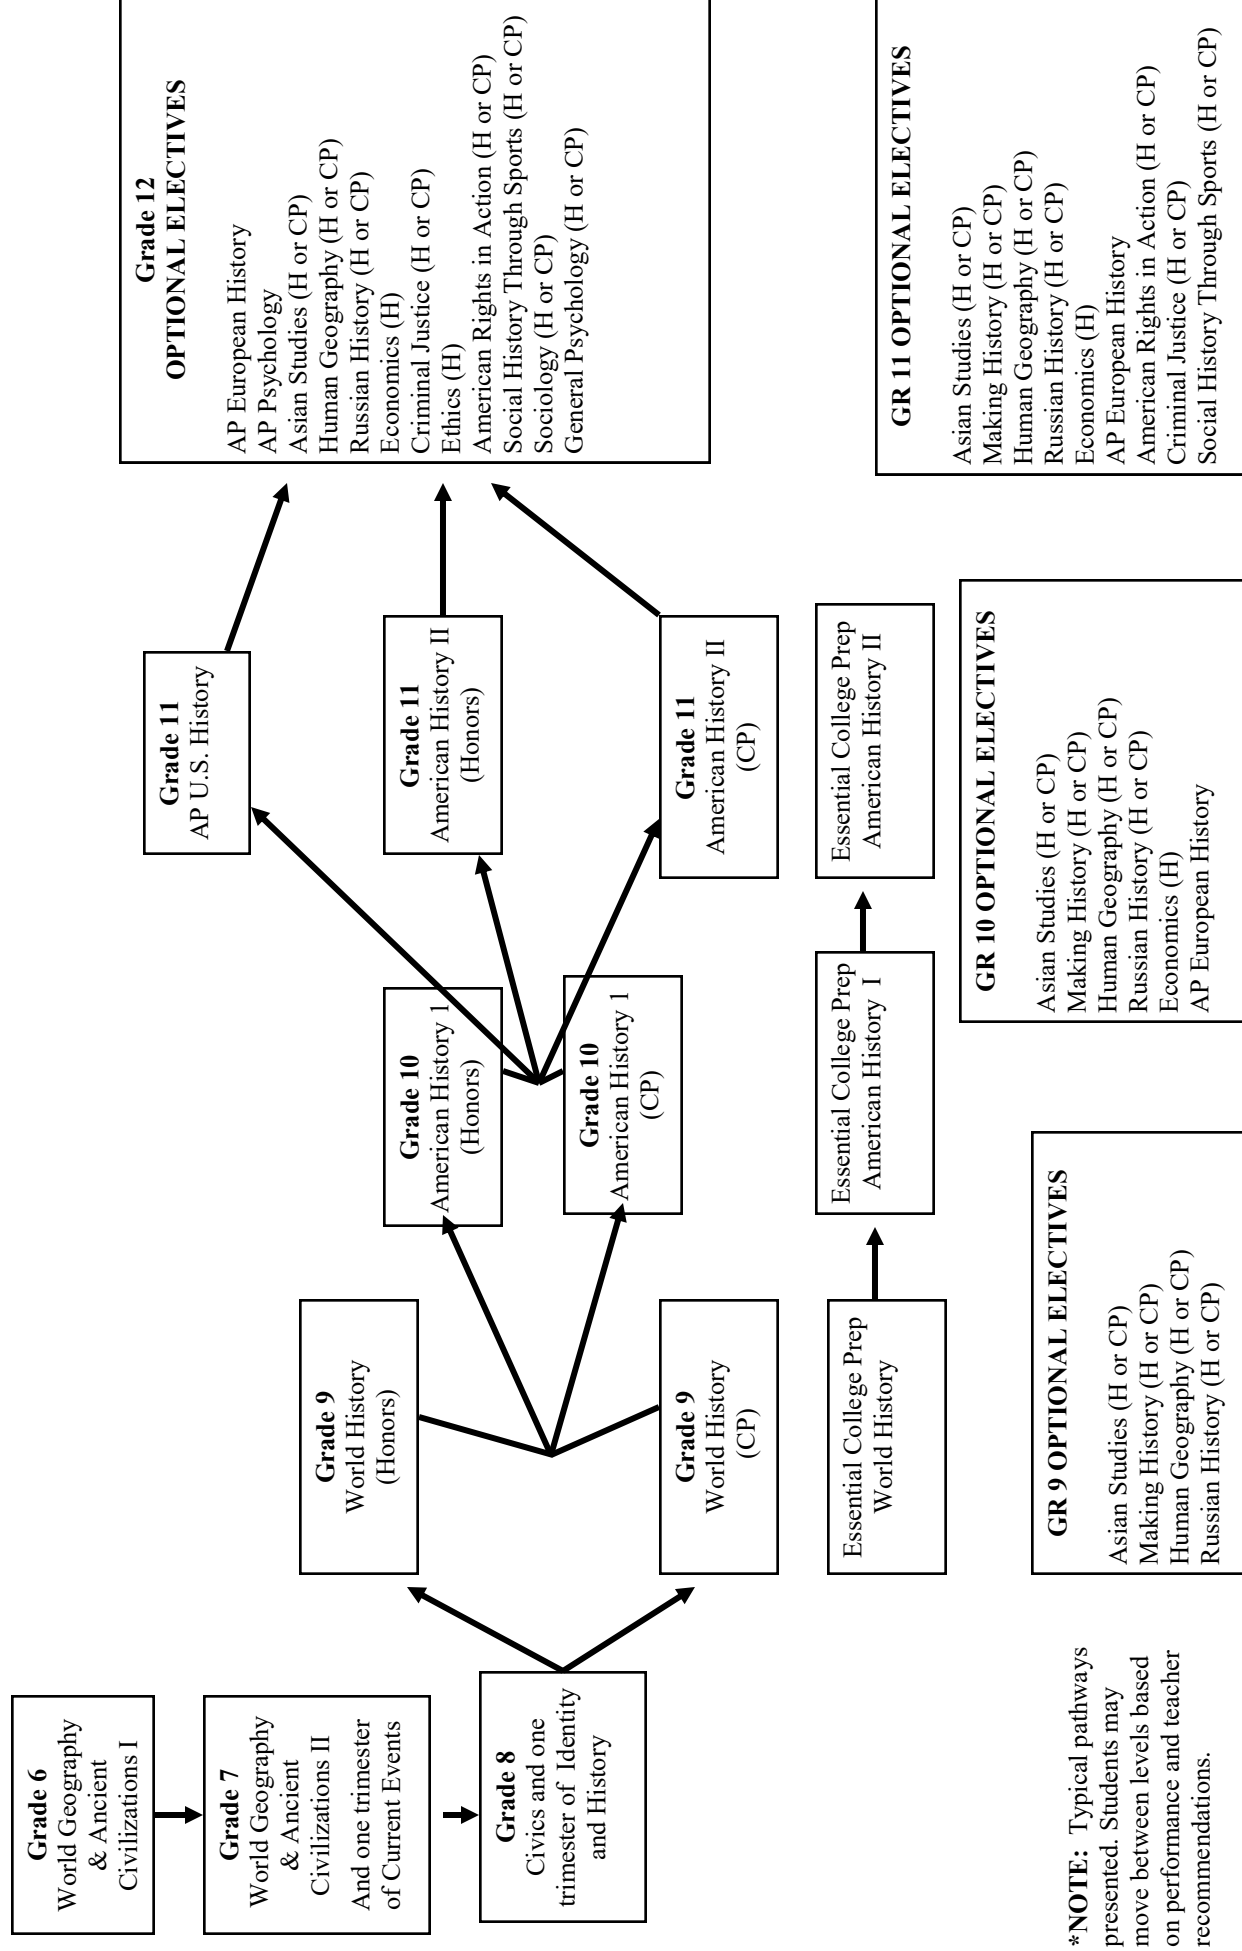 Grade 6
World Geography
& Ancient
Civilizations I
Grade 7
World Geography
& Ancient
Civilizations II
And one trimester
of Current Events
Grade 8
Civics and one
trimester of Identity
and History
Grade 9
World History
(Honors)
Grade 9
World History
(CP)
Essential College Prep
World History
Grade 10
American History 1
(Honors)
Grade 10
American History 1
(CP)
Essential College Prep
American History I
Grade 11
AP U.S. History
Grade 11
American History II
(Honors)
Grade 11
American History II
(CP)
Essential College Prep
American History II
Grade 12
OPTIONAL ELECTIVES
AP European History
AP Psychology
Asian Studies (H or CP)
Human Geography (H or CP)
Russian History (H or CP)
Economics (H)
Criminal Justice (H or CP)
Ethics (H)
American Rights in Action (H or CP)
Social History Through Sports (H or CP)
Sociology (H or CP)
General Psychology (H or CP)
*NOTE: Typical pathways
presented. Students may
move between levels based
on performance and teacher
recommendations.
GR 9 OPTIONAL ELECTIVES
Asian Studies (H or CP)
Making History (H or CP)
Human Geography (H or CP)
Russian History (H or CP)
GR 10 OPTIONAL ELECTIVES
Asian Studies (H or CP)
Making History (H or CP)
Human Geography (H or CP)
Russian History (H or CP)
Economics (H)
AP European History
GR 11 OPTIONAL ELECTIVES
Asian Studies (H or CP)
Making History (H or CP)
Human Geography (H or CP)
Russian History (H or CP)
Economics (H)
AP European History
American Rights in Action (H or CP)
Criminal Justice (H or CP)
Social History Through Sports (H or CP)